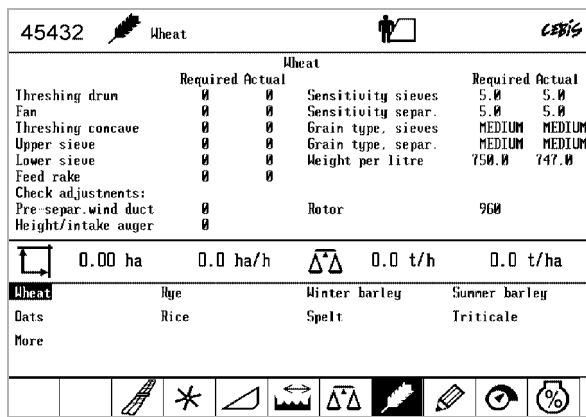 45432 Wheat CEBIS
Wheat
Required Actual Required Actual
Threshing drum 0 0 Sensitivity sieves 5.0 5.0
Fan 0 0 Sensitivity separ. 5.0 5.0
Threshing concave 0 0 Grain type, sieves MEDIUM MEDIUM
Upper sieve 0 0 Grain type, separ. MEDIUM MEDIUM
Lower sieve 0 0 Weight per litre 750.0 747.0
Feed rake 0 0
Check adjustments:
Pre-separ.wind duct 0 Rotor 960
Height/intake auger 0
0.00 ha 0.0 ha/h 0.0 t/h 0.0 t/ha
Wheat Rye Winter barley Summer barley
Oats Rice Spelt Triticale
More
%